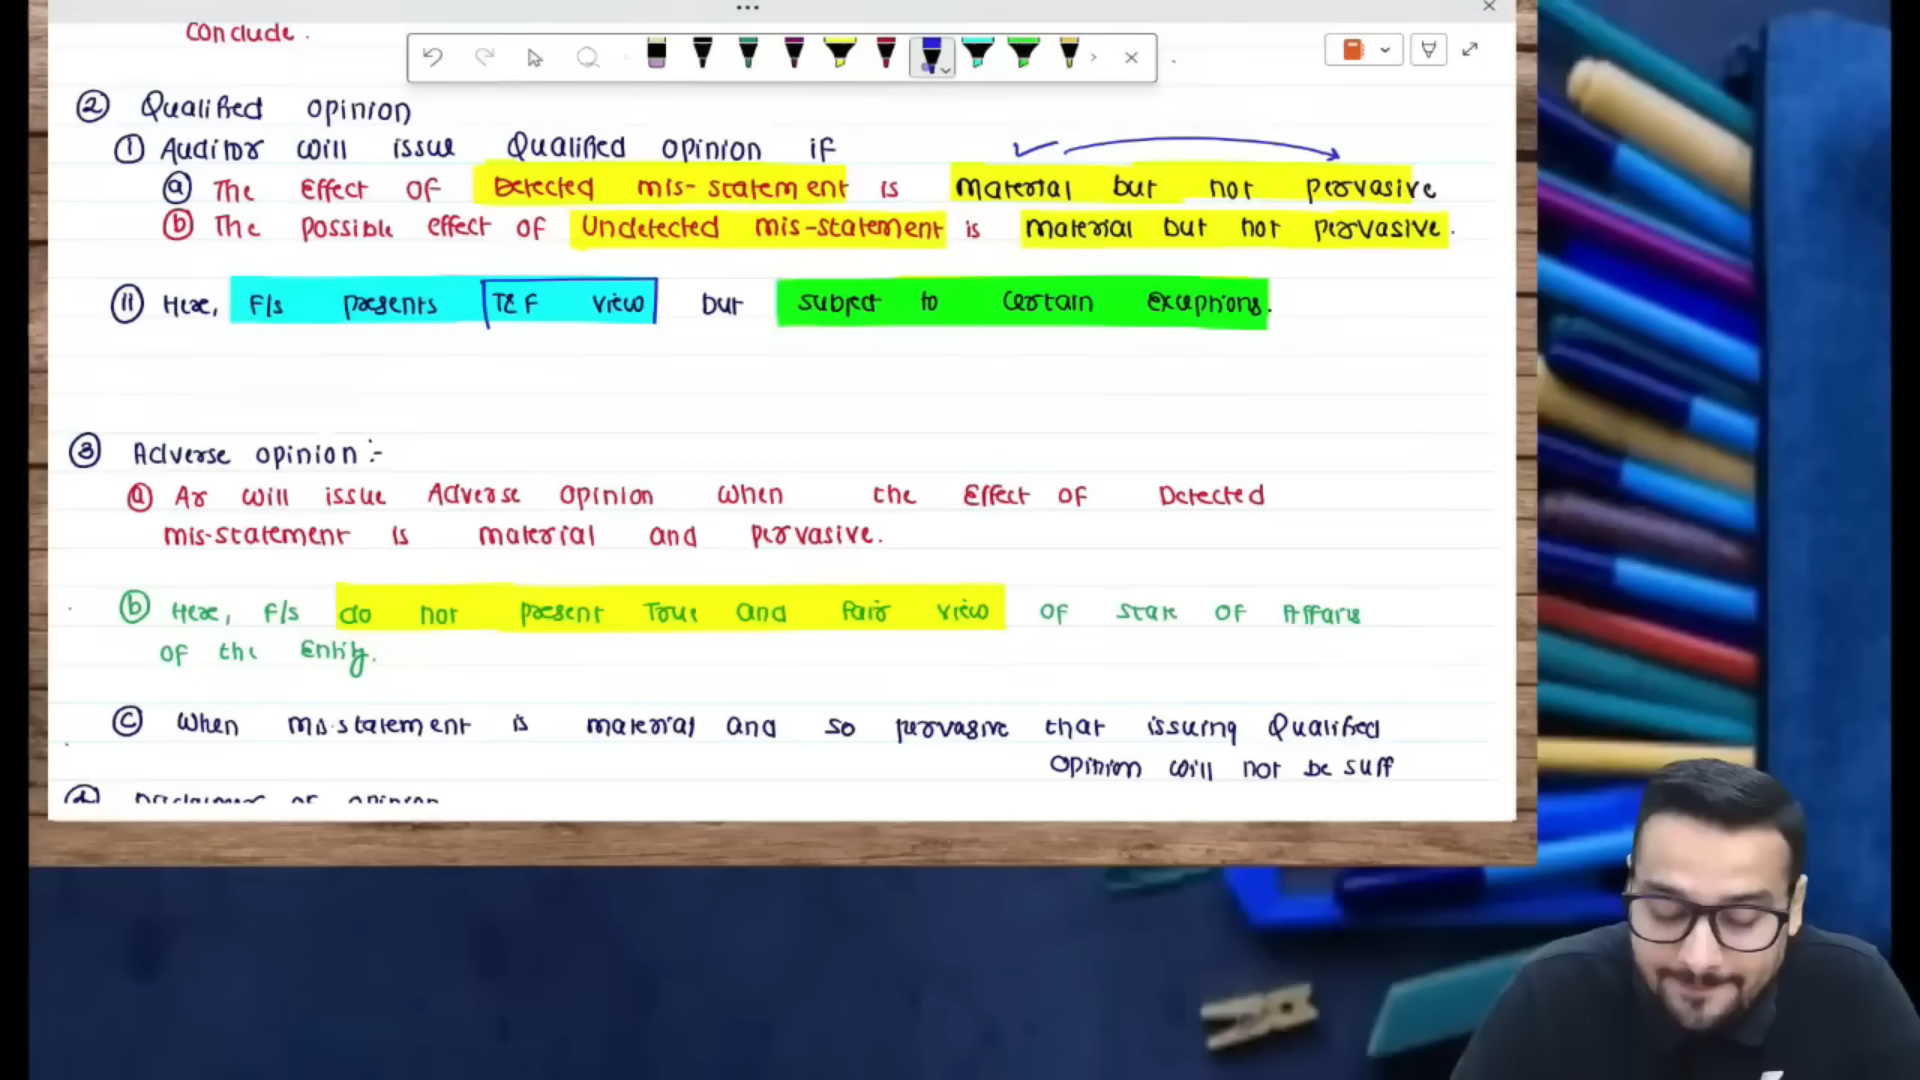 conclude.
② Qualified opinion
① Auditor will issue Qualified opinion if
ⓐ The Effect of Detected mis-statement is material but not pervasive
ⓑ The possible effect of Undetected mis-statement is material but not pervasive.
(II) Here, F/s presents T&F view but subject to certain exceptions.
③ Adverse opinion :-
ⓐ Ar will issue Adverse opinion when the Effect of Detected
mis-statement is material and pervasive.
ⓑ Here, F/s do not present True and Fair view of state of Affairs
of the Entity.
ⓒ When mis-statement is material and so pervasive that issuing Qualified
opinion will not be suff
④ Disclaimer of opinion